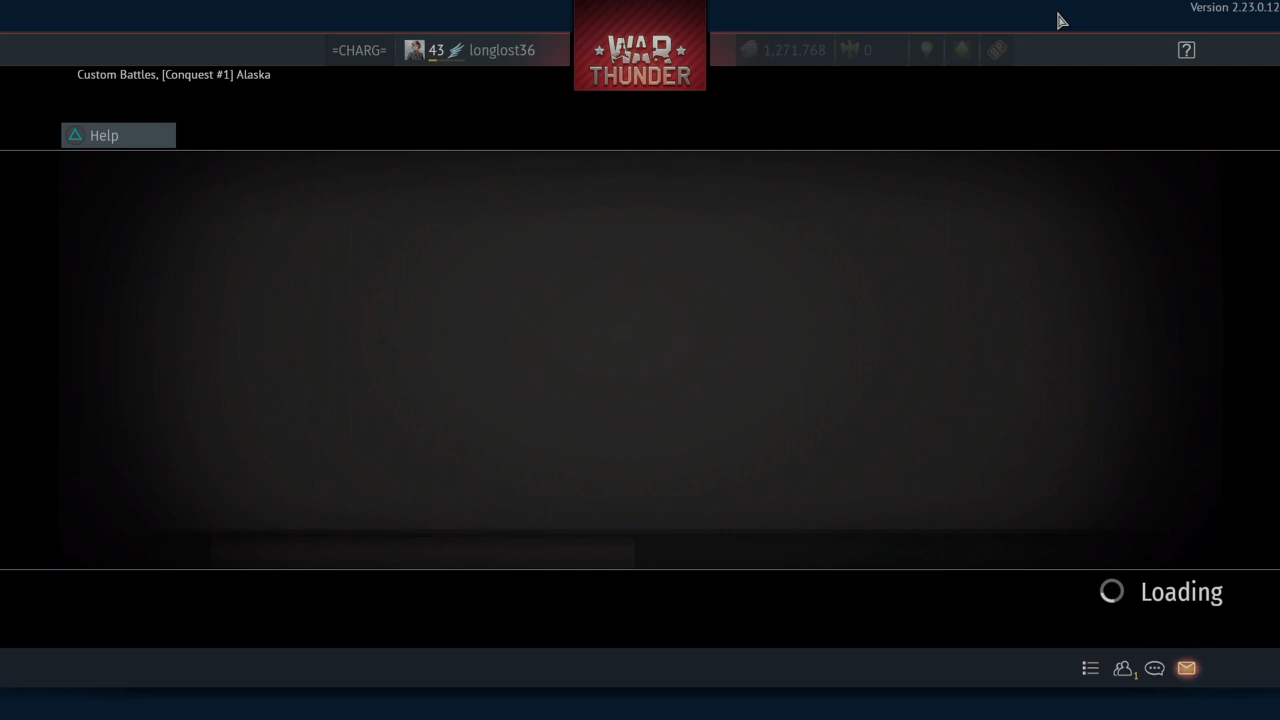 Version 2.23.0.12
=CHARG= 43 longlost36
WAR THUNDER
1,271,768 0
Custom Battles, [Conquest #1] Alaska
Help
Loading
1